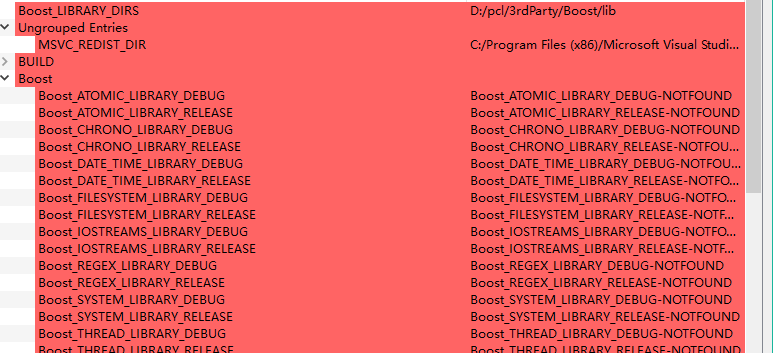 Boost_LIBRARY_DIRS D:/pcl/3rdParty/Boost/lib
Ungrouped Entries
MSVC_REDIST_DIR C:/Program Files (x86)/Microsoft Visual Studi...
BUILD
Boost
Boost_ATOMIC_LIBRARY_DEBUG Boost_ATOMIC_LIBRARY_DEBUG-NOTFOUND
Boost_ATOMIC_LIBRARY_RELEASE Boost_ATOMIC_LIBRARY_RELEASE-NOTFOUND
Boost_CHRONO_LIBRARY_DEBUG Boost_CHRONO_LIBRARY_DEBUG-NOTFOUND
Boost_CHRONO_LIBRARY_RELEASE Boost_CHRONO_LIBRARY_RELEASE-NOTFOU...
Boost_DATE_TIME_LIBRARY_DEBUG Boost_DATE_TIME_LIBRARY_DEBUG-NOTFOU...
Boost_DATE_TIME_LIBRARY_RELEASE Boost_DATE_TIME_LIBRARY_RELEASE-NOTFO...
Boost_FILESYSTEM_LIBRARY_DEBUG Boost_FILESYSTEM_LIBRARY_DEBUG-NOTFO...
Boost_FILESYSTEM_LIBRARY_RELEASE Boost_FILESYSTEM_LIBRARY_RELEASE-NOTF...
Boost_IOSTREAMS_LIBRARY_DEBUG Boost_IOSTREAMS_LIBRARY_DEBUG-NOTFO...
Boost_IOSTREAMS_LIBRARY_RELEASE Boost_IOSTREAMS_LIBRARY_RELEASE-NOTF...
Boost_REGEX_LIBRARY_DEBUG Boost_REGEX_LIBRARY_DEBUG-NOTFOUND
Boost_REGEX_LIBRARY_RELEASE Boost_REGEX_LIBRARY_RELEASE-NOTFOUND
Boost_SYSTEM_LIBRARY_DEBUG Boost_SYSTEM_LIBRARY_DEBUG-NOTFOUND
Boost_SYSTEM_LIBRARY_RELEASE Boost_SYSTEM_LIBRARY_RELEASE-NOTFOUND
Boost_THREAD_LIBRARY_DEBUG Boost_THREAD_LIBRARY_DEBUG-NOTFOUND
Boost_THREAD_LIBRARY_RELEASE Boost_THREAD_LIBRARY_RELEASE-NOTFOUND